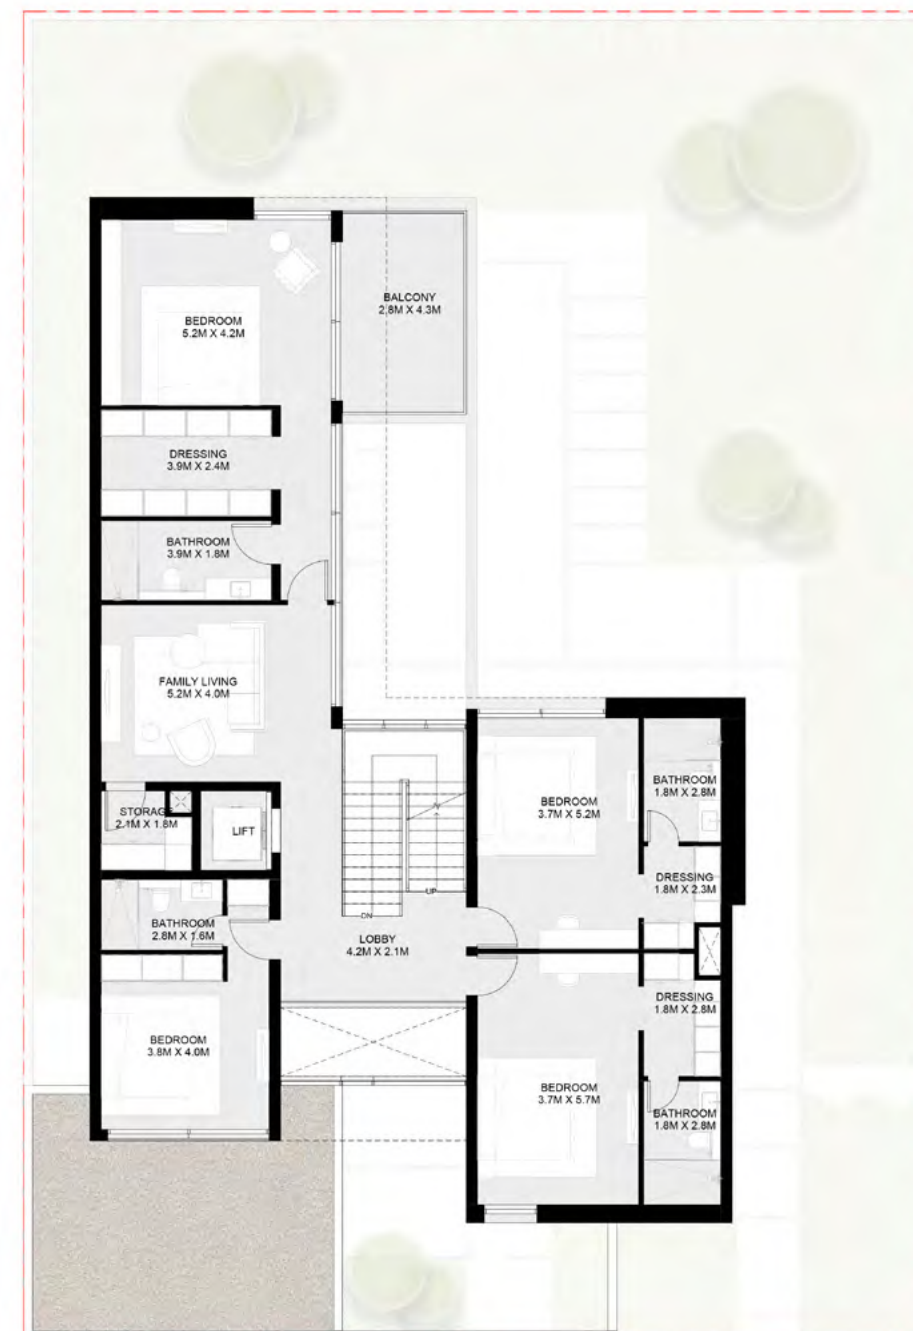 BALCONY
2.8M X 4.3M
BEDROOM
5.2M X 4.2M
DRESSING
3.9M X 2.4M
BATHROOM
3.9M X 1.8M
FAMILY LIVING
5.2M X 4.0M
STORAGE
2.1M X 1.8M
LIFT
UP
DN
BATHROOM
2.8M X 1.6M
LOBBY
4.2M X 2.1M
BEDROOM
3.8M X 4.0M
BEDROOM
3.7M X 5.2M
BATHROOM
1.8M X 2.8M
DRESSING
1.8M X 2.3M
DRESSING
1.8M X 2.8M
BEDROOM
3.7M X 5.7M
BATHROOM
1.8M X 2.8M